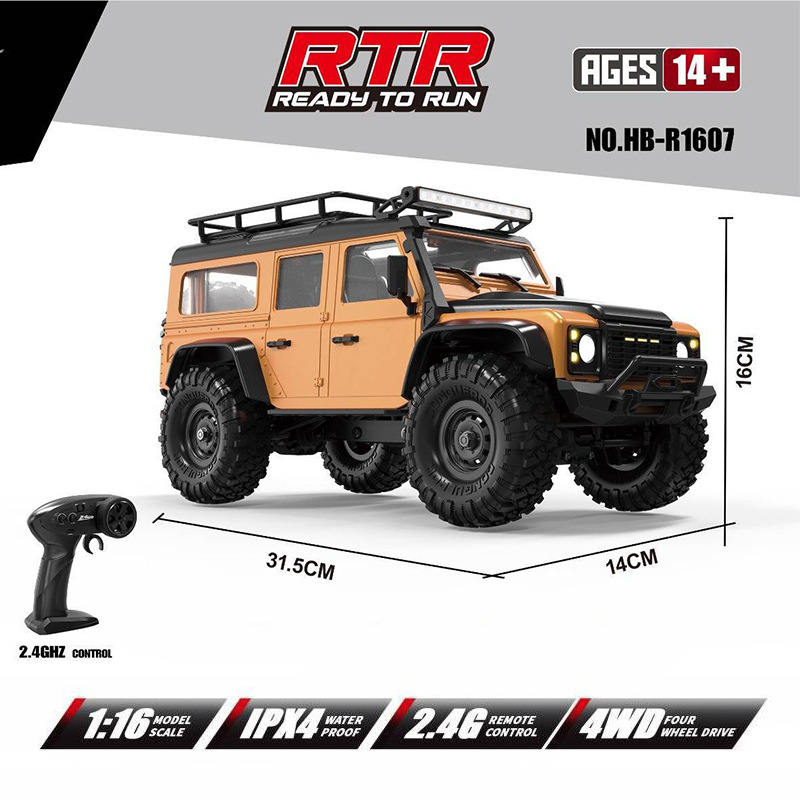 RTR
READY TO RUN
AGES 14+
NO.HB-R1607
16CM
31.5CM
14CM
2.4GHZ CONTROL
1:16 MODEL SCALE
IPX4 WATER PROOF
2.4G REMOTE CONTROL
4WD FOUR WHEEL DRIVE